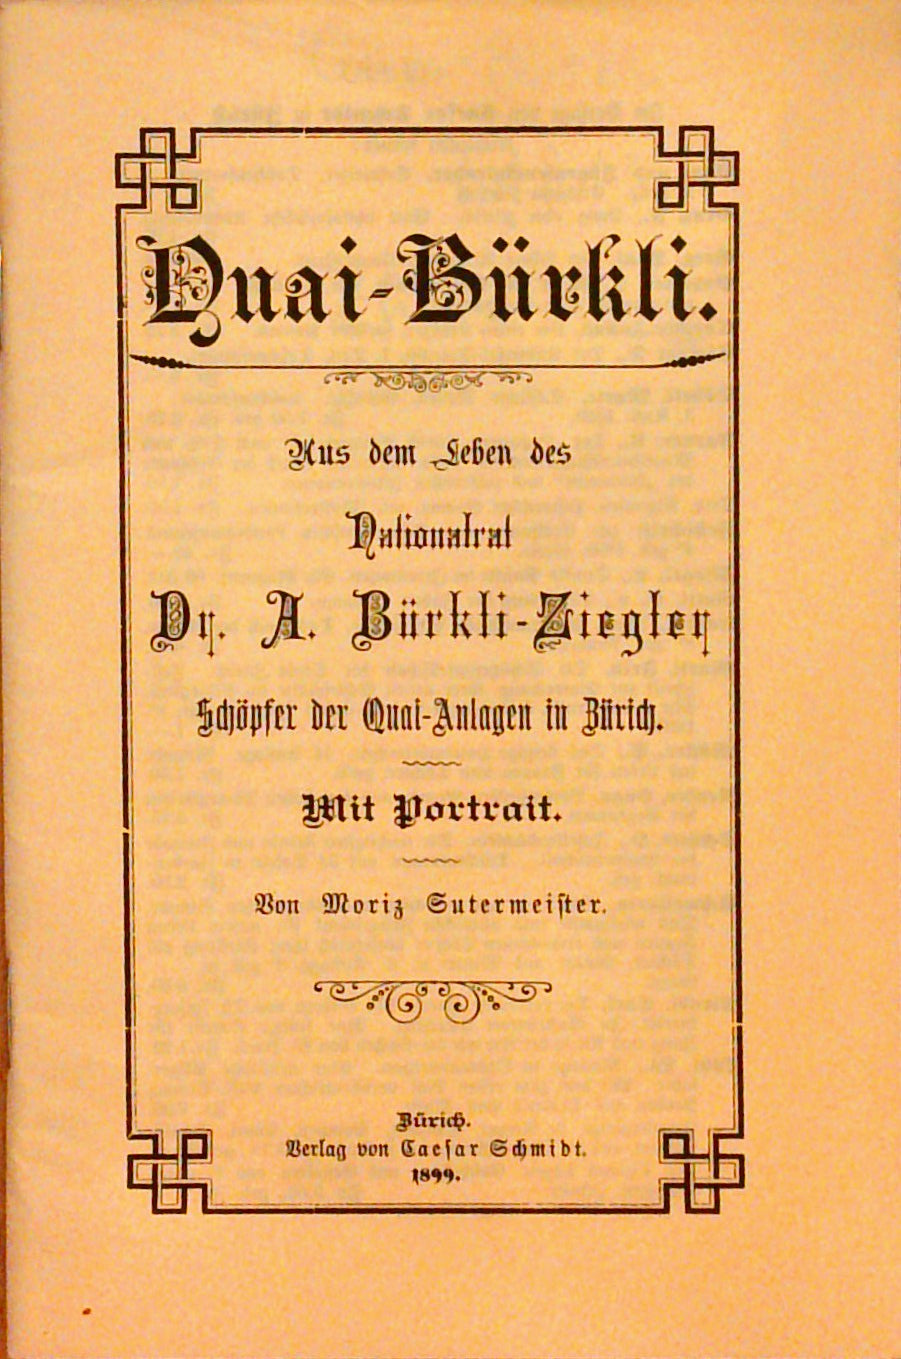 Quai-Bürkli.
Aus dem Leben des
Nationalrat
Dr. A. Bürkli-Ziegler
Schöpfer der Quai-Anlagen in Zürich.
Mit Portrait.
Von Moriz Sutermeiſter.
Zürich.
Verlag von Caeſar Schmidt.
1899.